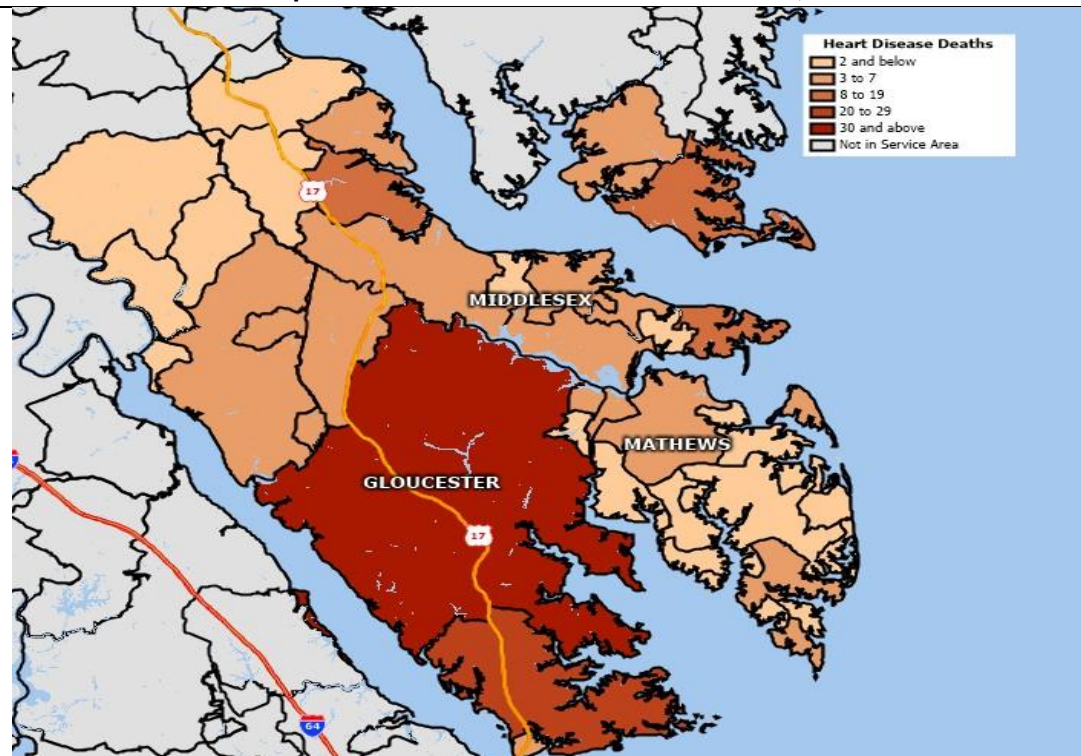 Heart Disease Deaths
2 and below
3 to 7
8 to 19
20 to 29
30 and above
Not in Service Area
17
MIDDLESEX
MATHEWS
GLOUCESTER
17
64